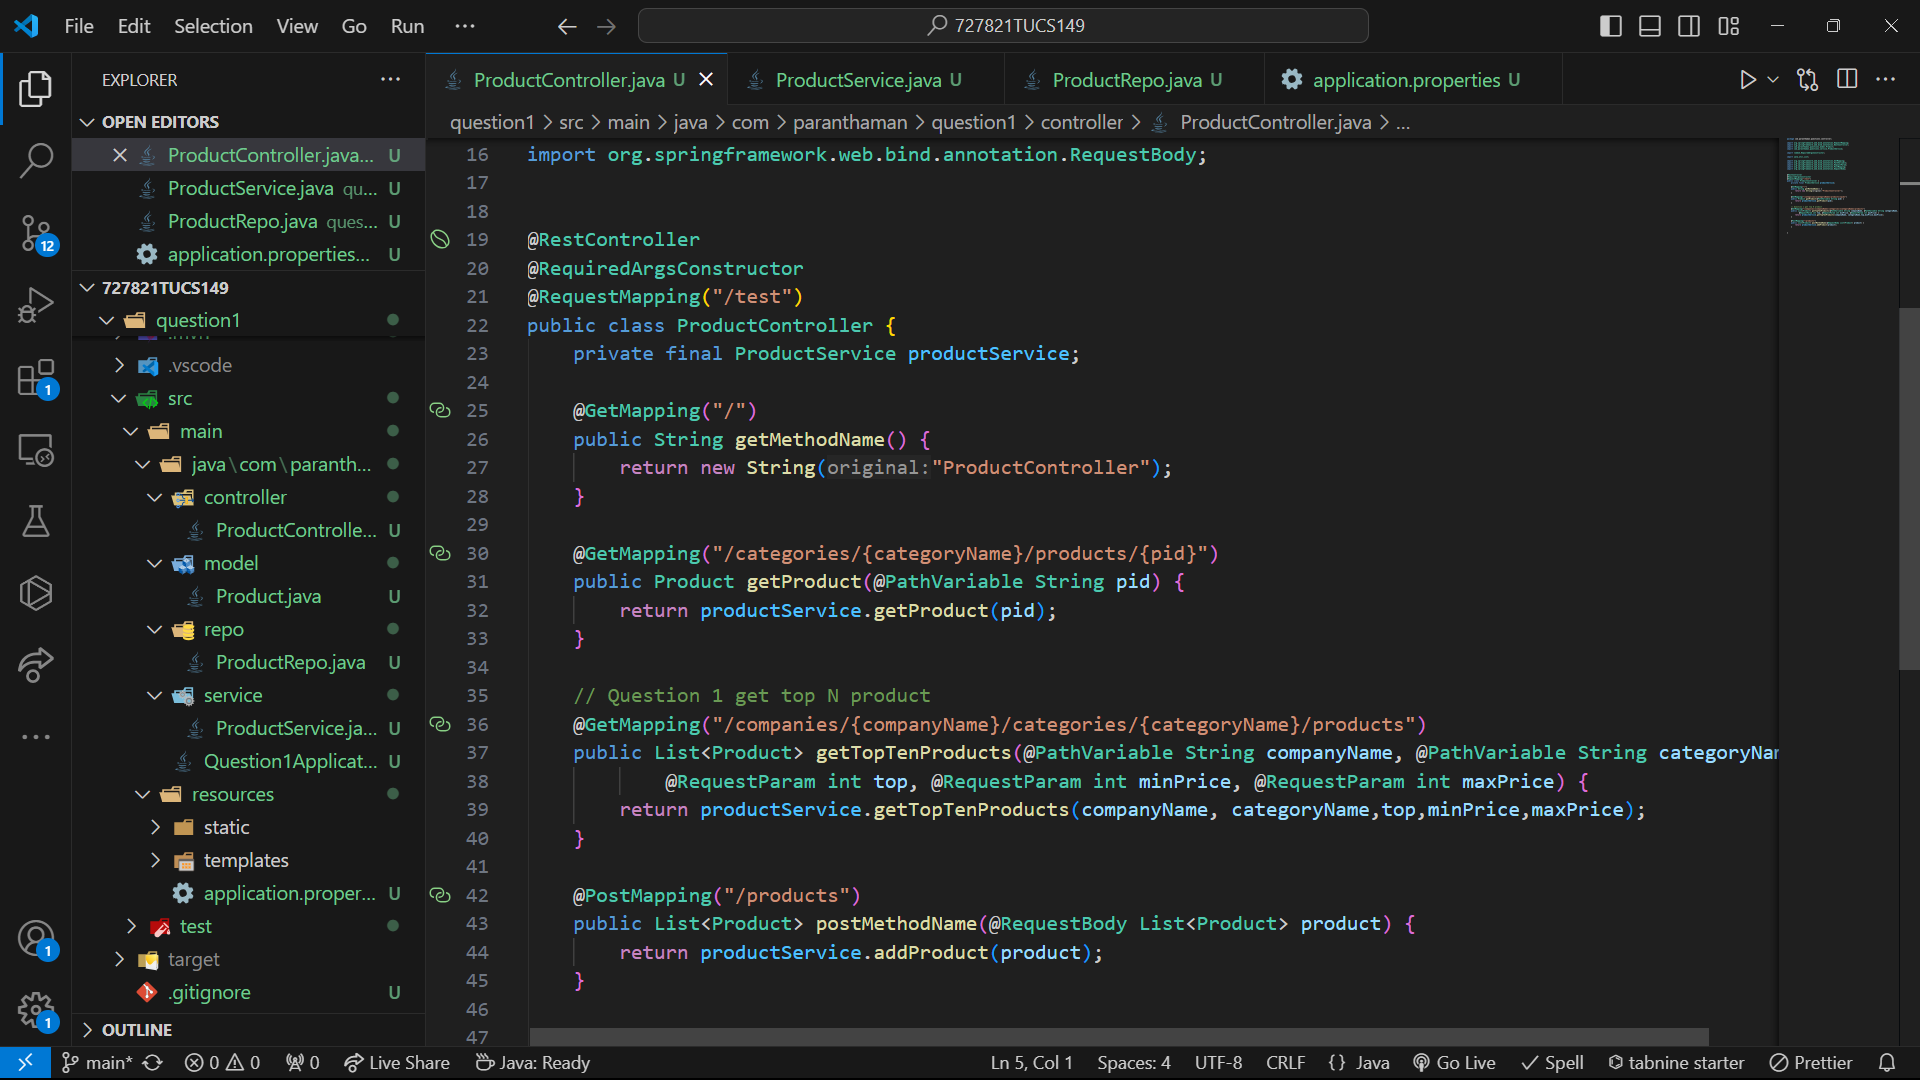 File Edit Selection View Go Run ··· 727821TUCS149
EXPLORER
OPEN EDITORS
ProductController.java... U
ProductService.java qu... U
ProductRepo.java ques... U
application.properties... U
727821TUCS149
question1
.vscode
src
main
java\com\paranth...
controller
ProductControlle... U
model
Product.java U
repo
ProductRepo.java U
service
ProductService.ja... U
Question1Applicat... U
resources
static
templates
application.proper... U
test
target
.gitignore U
OUTLINE
12
1
1
1
ProductController.java U ProductService.java U ProductRepo.java U application.properties U
question1 > src > main > java > com > paranthaman > question1 > controller > ProductController.java > ...
16 import org.springframework.web.bind.annotation.RequestBody;
17
18
19 @RestController
20 @RequiredArgsConstructor
21 @RequestMapping("/test")
22 public class ProductController {
23 private final ProductService productService;
24
25 @GetMapping("/")
26 public String getMethodName() {
27 return new String(original:"ProductController");
28 }
29
30 @GetMapping("/categories/{categoryName}/products/{pid}")
31 public Product getProduct(@PathVariable String pid) {
32 return productService.getProduct(pid);
33 }
34
35 // Question 1 get top N product
36 @GetMapping("/companies/{companyName}/categories/{categoryName}/products")
37 public List<Product> getTopTenProducts(@PathVariable String companyName, @PathVariable String categoryNam
38 @RequestParam int top, @RequestParam int minPrice, @RequestParam int maxPrice) {
39 return productService.getTopTenProducts(companyName, categoryName,top,minPrice,maxPrice);
40 }
41
42 @PostMapping("/products")
43 public List<Product> postMethodName(@RequestBody List<Product> product) {
44 return productService.addProduct(product);
45 }
46
47
main* 0 0 0 Live Share Java: Ready Ln 5, Col 1 Spaces: 4 UTF-8 CRLF {} Java Go Live Spell tabnine starter Prettier